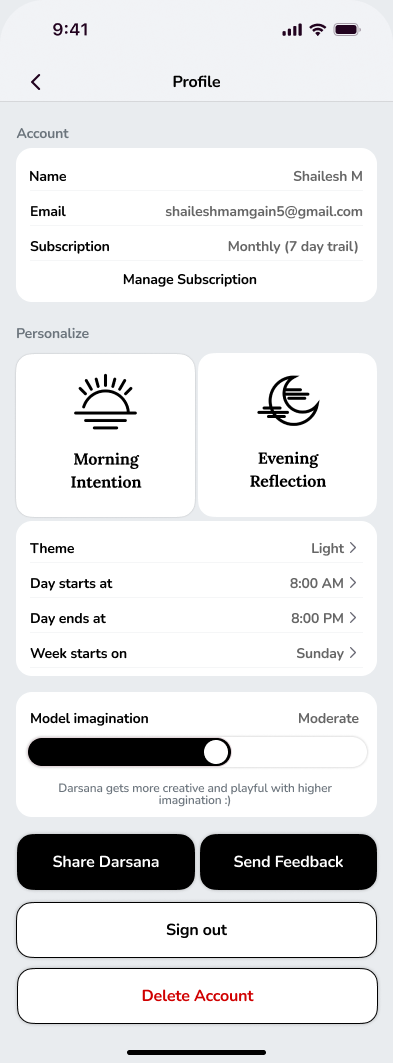 9:41
Profile
Account
Name Shailesh M
Email shaileshmamgain5@gmail.com
Subscription Monthly (7 day trail)
Manage Subscription
Personalize
Morning
Intention
Evening
Reflection
Theme Light
Day starts at 8:00 AM
Day ends at 8:00 PM
Week starts on Sunday
Model imagination Moderate
Darsana gets more creative and playful with higher
imagination :)
Share Darsana Send Feedback
Sign out
Delete Account